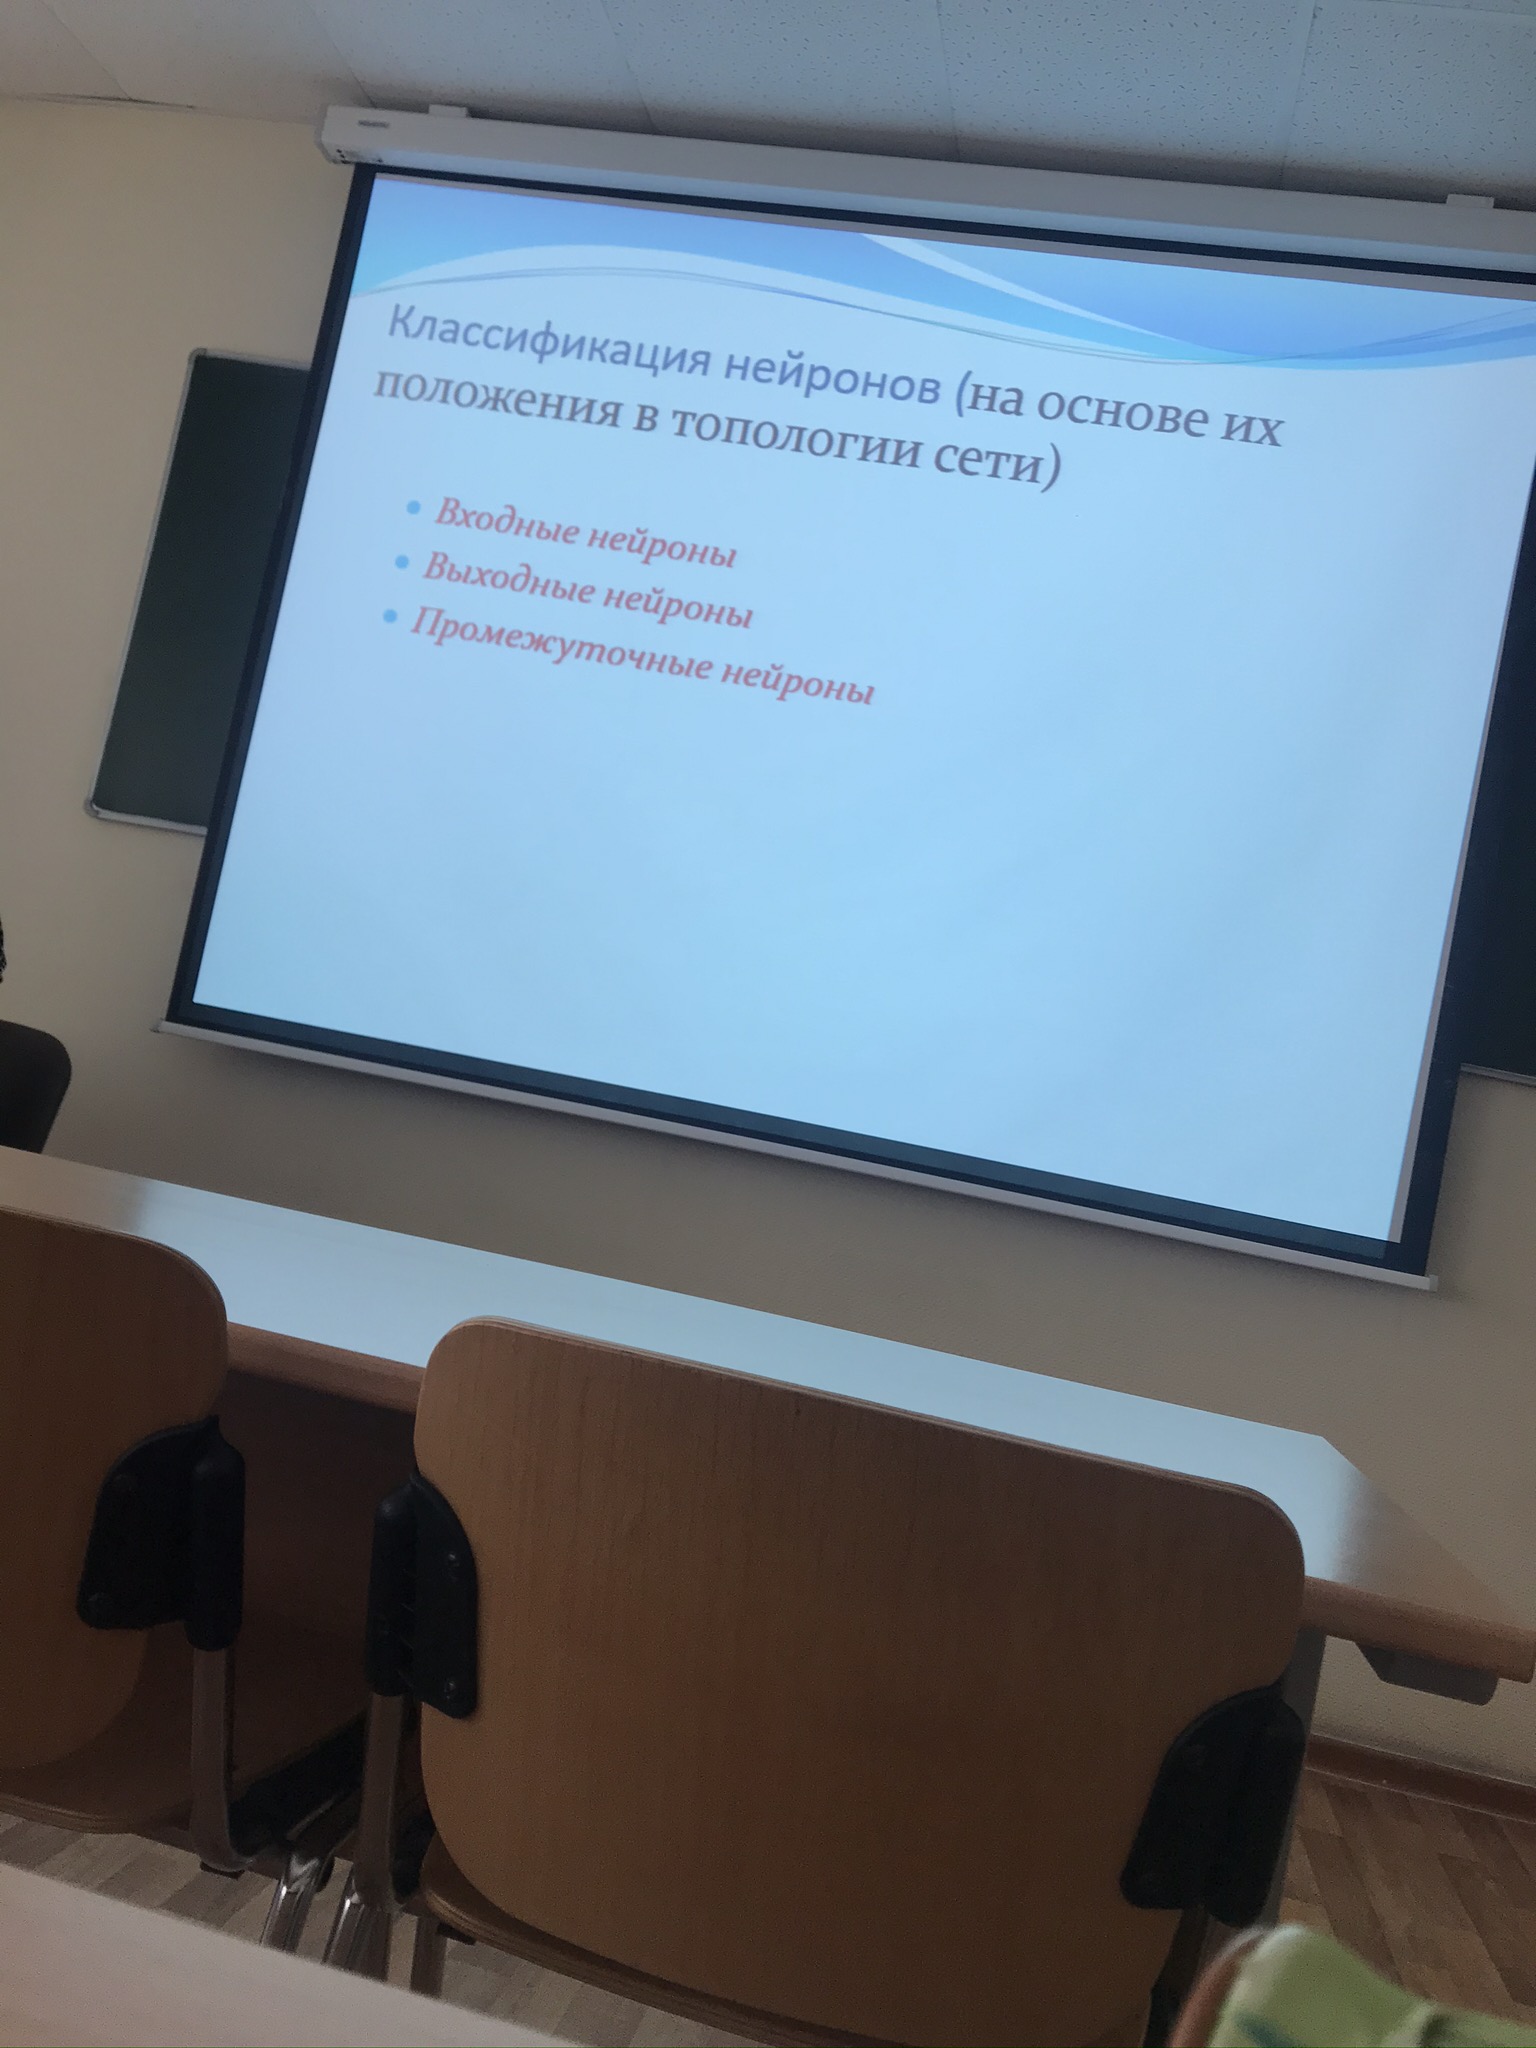 Классификация нейронов (на основе их
положения в топологии сети)
Входные нейроны
Выходные нейроны
Промежуточные нейроны